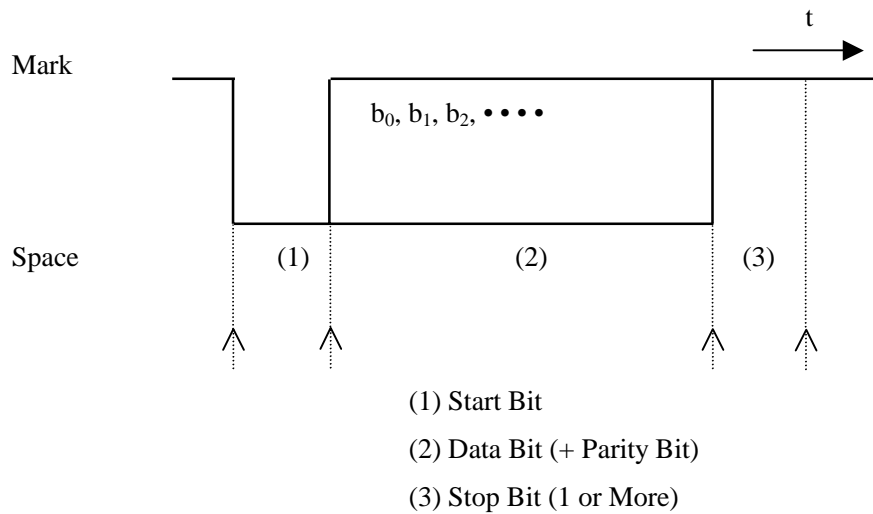 t
Mark
b₀, b₁, b₂, ••••
Space
(1)
(2)
(3)
(1) Start Bit
(2) Data Bit (+ Parity Bit)
(3) Stop Bit (1 or More)